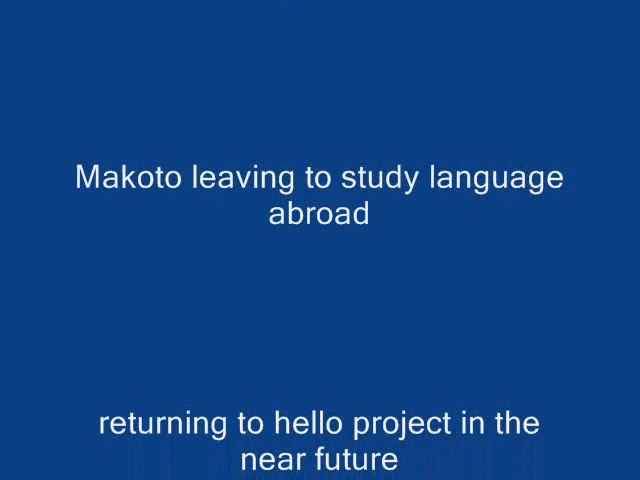 Makoto leaving to study language
abroad
returning to hello project in the
near future